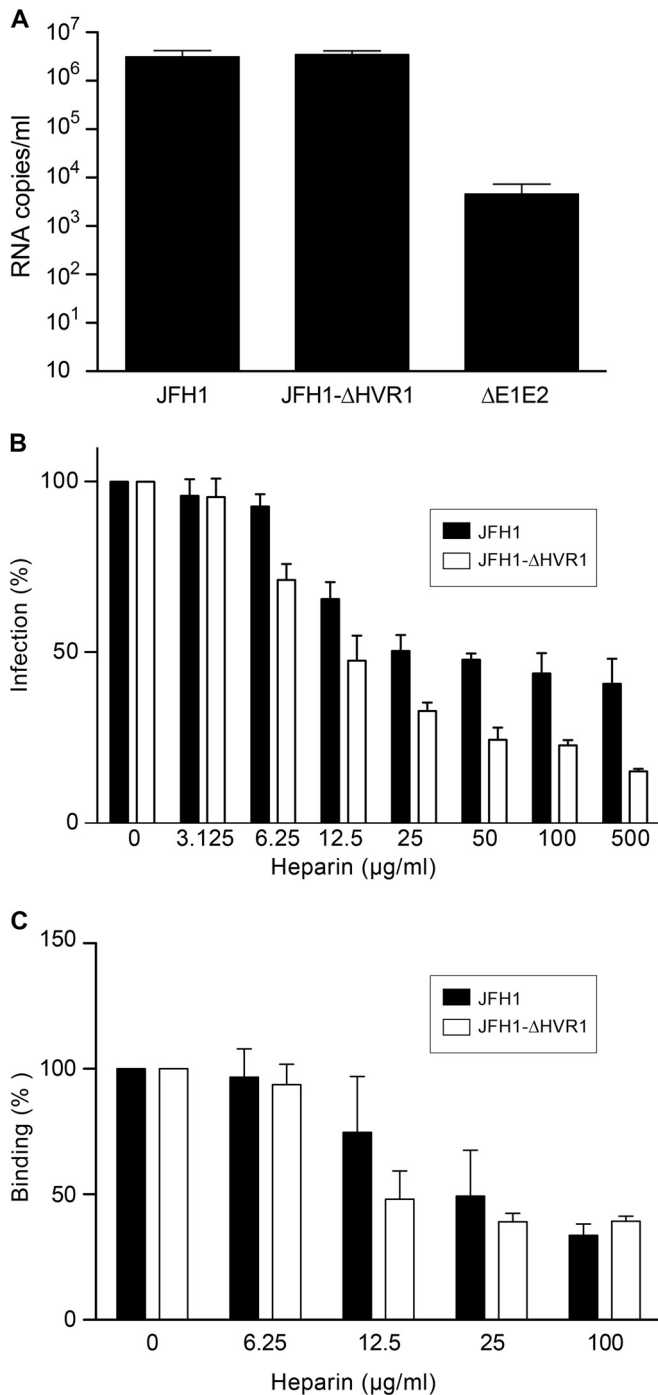 A
RNA copies/ml
10⁷
10⁶
10⁵
10⁴
10³
10²
10¹
10
JFH1 JFH1-ΔHVR1 ΔE1E2
B
Infection (%)
100
50
0
JFH1
JFH1-ΔHVR1
0 3.125 6.25 12.5 25 50 100 500
Heparin (µg/ml)
C
Binding (% )
150
100
50
0
JFH1
JFH1-ΔHVR1
0 6.25 12.5 25 100
Heparin (µg/ml)